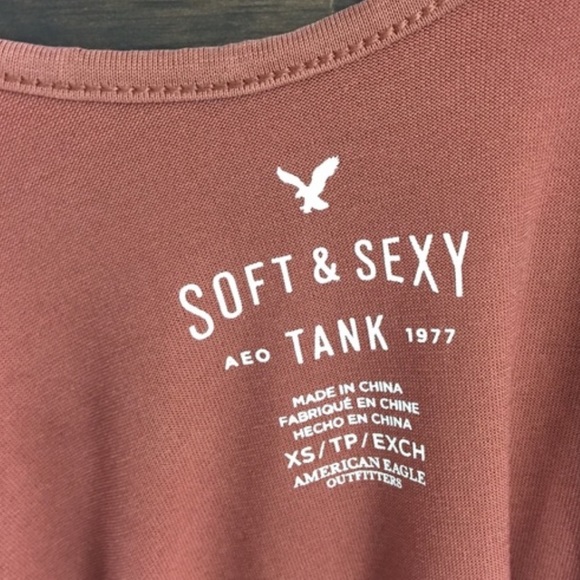 SOFT & SEXY
AEO TANK 1977
MADE IN CHINA
FABRIQUÉ EN CHINE
HECHO EN CHINA
XS/TP/EXCH
AMERICAN EAGLE
OUTFITTERS